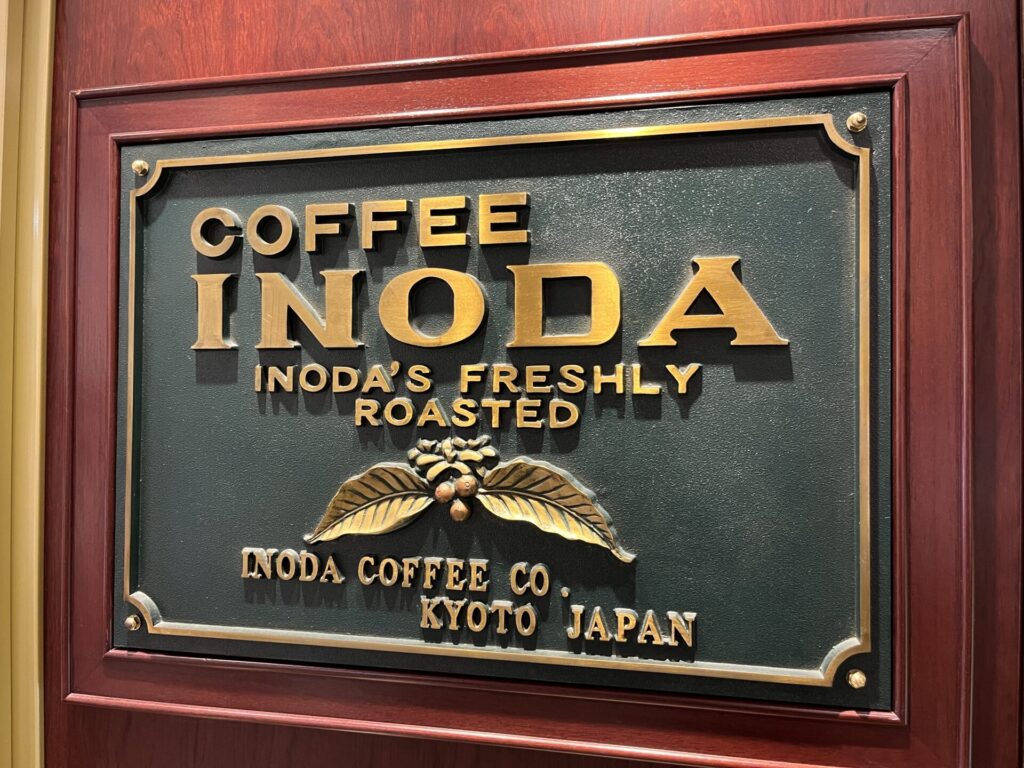 COFFEE
INODA
INODA'S FRESHLY
ROASTED
INODA COFFEE CO.
KYOTO JAPAN